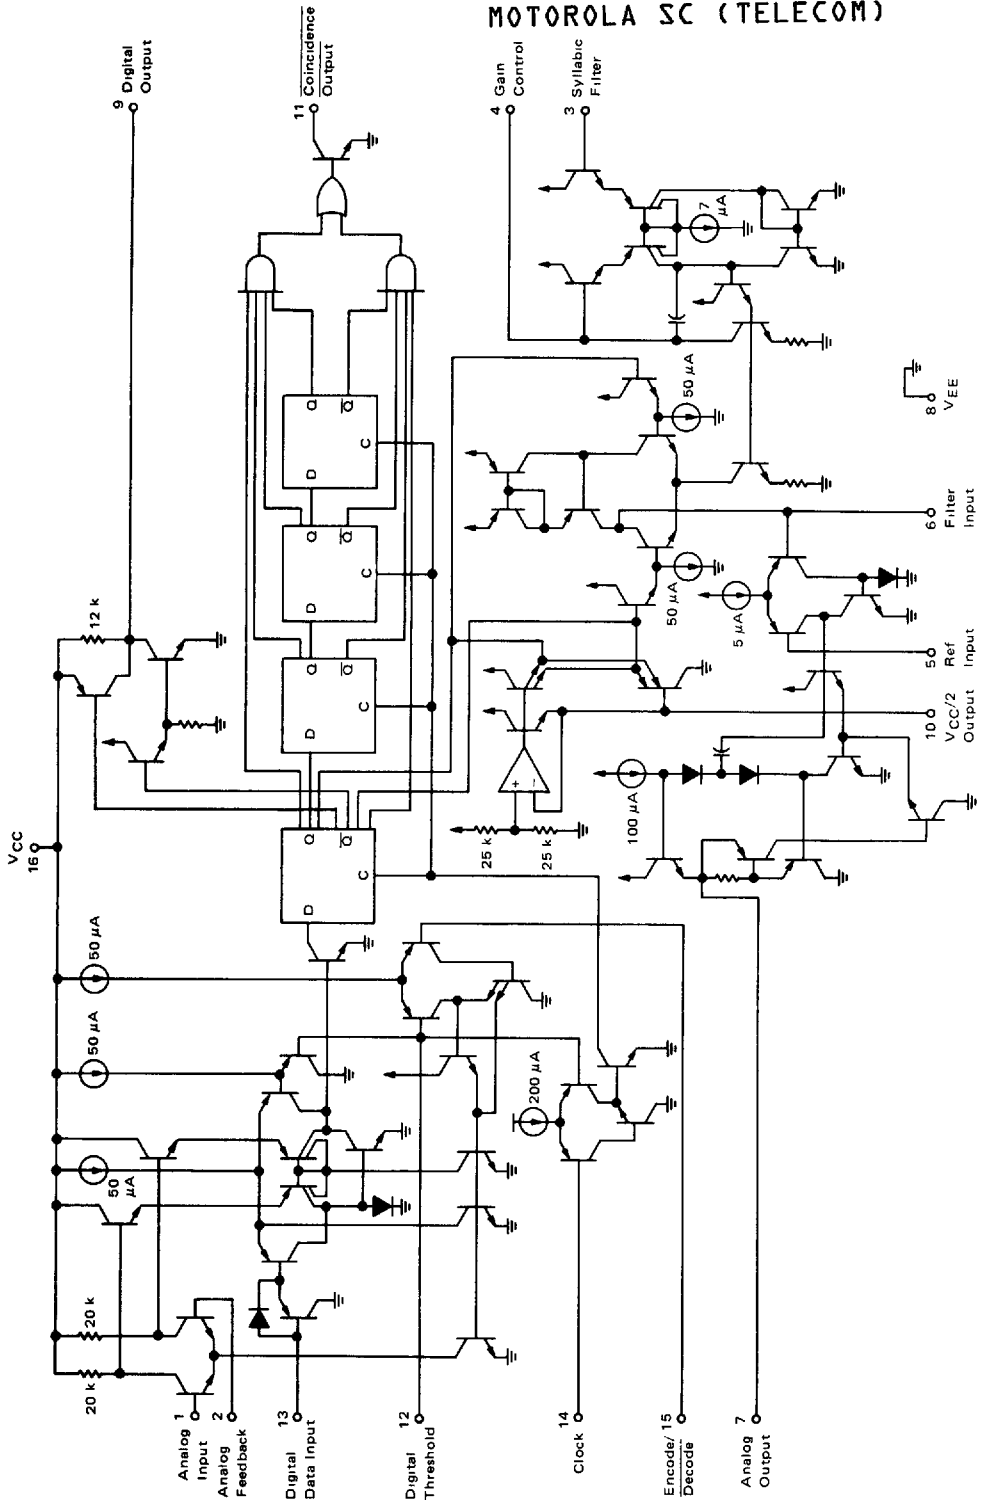 MOTOROLA SC (TELECOM)
9 Digital
Output
11 Coincidence
Output
4 Gain
Control
3 Syllabic
Filter
12 k
7
µA
VCC
16
Q
D
Q
C
Q
D
Q
C
Q
D
Q
C
Q
D
Q
C
50 µA
50 µA
50 µA
50 µA
50 µA
5 µA
100 µA
200 µA
+
-
25 k
25 k
8
VEE
6
Filter
Input
5
Ref
Input
10
VCC/2
Output
20 k
20 k
1
Analog
Input
2
Analog
Feedback
13
Digital
Data Input
12
Digital
Threshold
14
Clock
Encode/ 15
Decode
7
Analog
Output